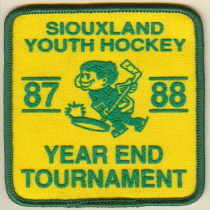 SIOUXLAND
YOUTH HOCKEY
87 88
YEAR END
TOURNAMENT